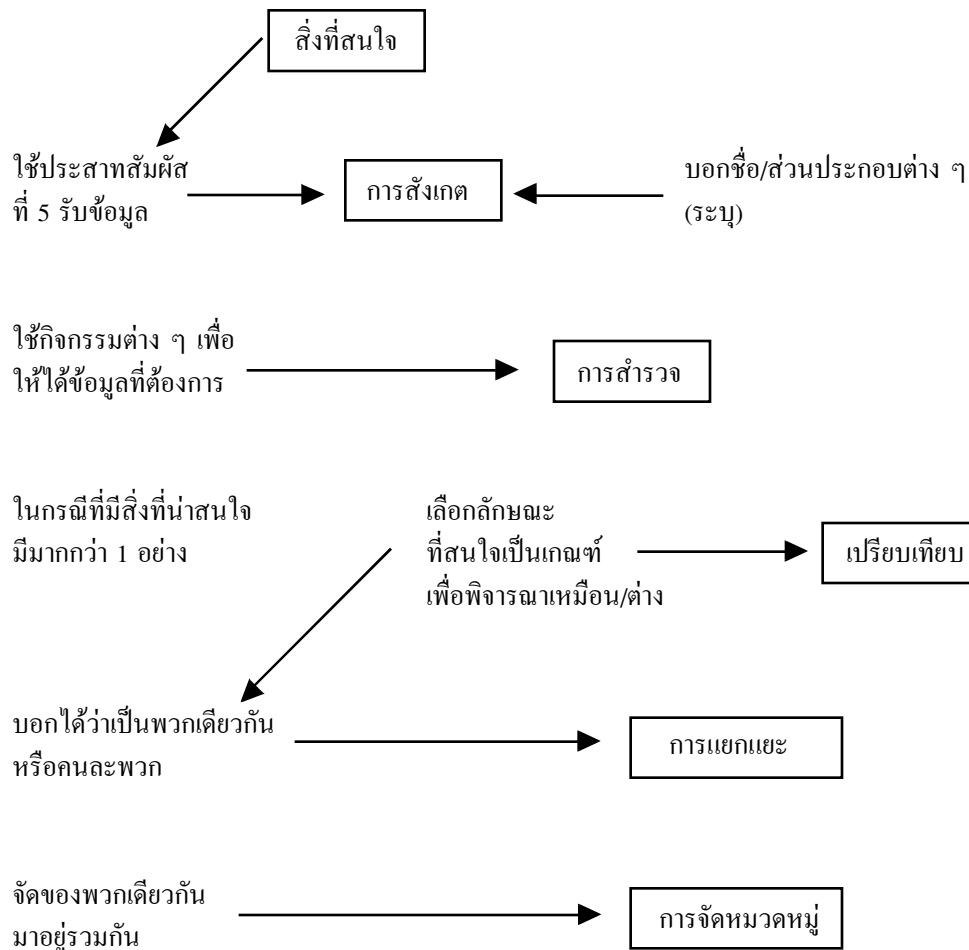 สิ่งที่สนใจ
ใช้ประสาทสัมผัส
ที่ 5 รับข้อมูล
การสังเกต
บอกชื่อ/ส่วนประกอบต่าง ๆ
(ระบุ)
ใช้กิจกรรมต่าง ๆ เพื่อ
ให้ได้ข้อมูลที่ต้องการ
การสำรวจ
ในกรณีที่มีสิ่งที่น่าสนใจ
มีมากกว่า 1 อย่าง
เลือกลักษณะ
ที่สนใจเป็นเกณฑ์
เพื่อพิจารณาเหมือน/ต่าง
เปรียบเทียบ
บอกได้ว่าเป็นพวกเดียวกัน
หรือคนละพวก
การแยกแยะ
จัดของพวกเดียวกัน
มาอยู่รวมกัน
การจัดหมวดหมู่